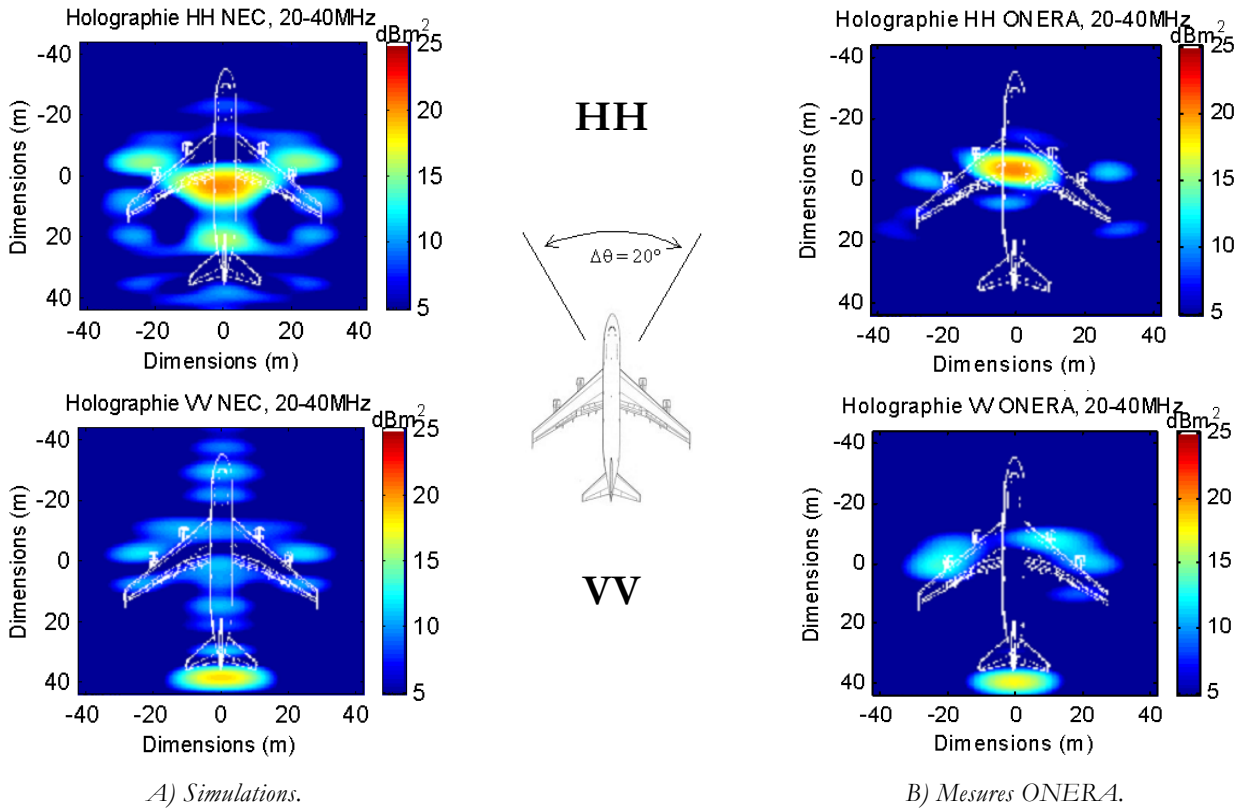 Holographie HH NEC, 20-40MHz
dBm²
Dimensions (m)
-40
-20
0
20
40
-40 -20 0 20 40
Dimensions (m)
25
20
15
10
5
HH
Δθ = 20°
Holographie HH ONERA, 20-40MHz
dBm²
Dimensions (m)
-40
-20
0
20
40
-40 -20 0 20 40
Dimensions (m)
25
20
15
10
5
Holographie VV NEC, 20-40MHz
dBm²
Dimensions (m)
-40
-20
0
20
40
-40 -20 0 20 40
Dimensions (m)
25
20
15
10
5
VV
Holographie VV ONERA, 20-40MHz
dBm²
Dimensions (m)
-40
-20
0
20
40
-40 -20 0 20 40
Dimensions (m)
25
20
15
10
5
A) Simulations.
B) Mesures ONERA.